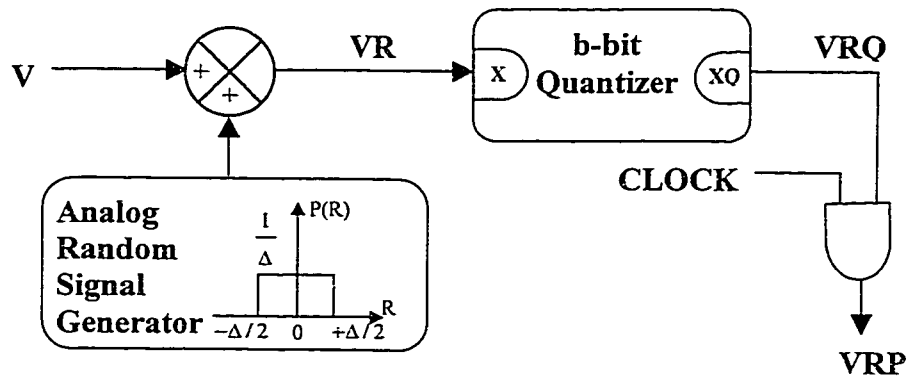 V
+
+
VR
X
b-bit
Quantizer
XQ
VRQ
CLOCK
Analog
Random
Signal
Generator
P(R)
1
Δ
R
−Δ/2
0
+Δ/2
VRP